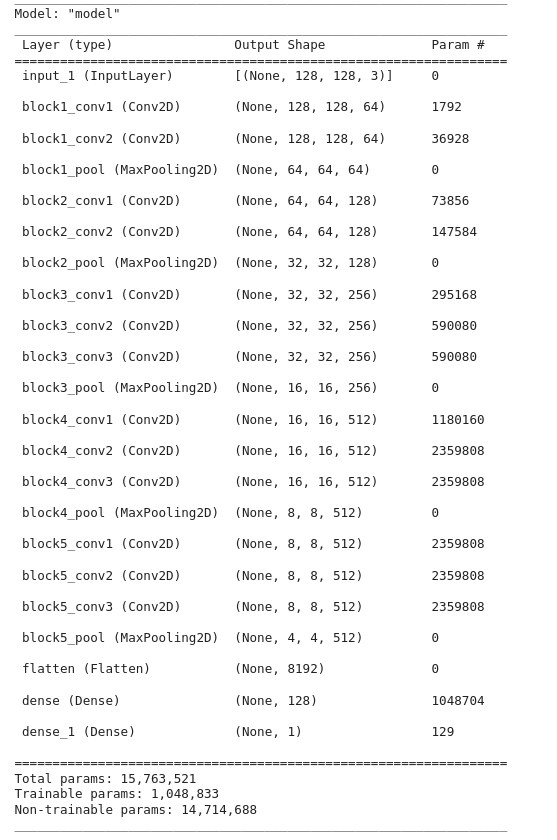 Model: "model"
Layer (type) Output Shape Param #
input_1 (InputLayer) [(None, 128, 128, 3)] 0
block1_conv1 (Conv2D) (None, 128, 128, 64) 1792
block1_conv2 (Conv2D) (None, 128, 128, 64) 36928
block1_pool (MaxPooling2D) (None, 64, 64, 64) 0
block2_conv1 (Conv2D) (None, 64, 64, 128) 73856
block2_conv2 (Conv2D) (None, 64, 64, 128) 147584
block2_pool (MaxPooling2D) (None, 32, 32, 128) 0
block3_conv1 (Conv2D) (None, 32, 32, 256) 295168
block3_conv2 (Conv2D) (None, 32, 32, 256) 590080
block3_conv3 (Conv2D) (None, 32, 32, 256) 590080
block3_pool (MaxPooling2D) (None, 16, 16, 256) 0
block4_conv1 (Conv2D) (None, 16, 16, 512) 1180160
block4_conv2 (Conv2D) (None, 16, 16, 512) 2359808
block4_conv3 (Conv2D) (None, 16, 16, 512) 2359808
block4_pool (MaxPooling2D) (None, 8, 8, 512) 0
block5_conv1 (Conv2D) (None, 8, 8, 512) 2359808
block5_conv2 (Conv2D) (None, 8, 8, 512) 2359808
block5_conv3 (Conv2D) (None, 8, 8, 512) 2359808
block5_pool (MaxPooling2D) (None, 4, 4, 512) 0
flatten (Flatten) (None, 8192) 0
dense (Dense) (None, 128) 1048704
dense_1 (Dense) (None, 1) 129
Total params: 15,763,521
Trainable params: 1,048,833
Non-trainable params: 14,714,688